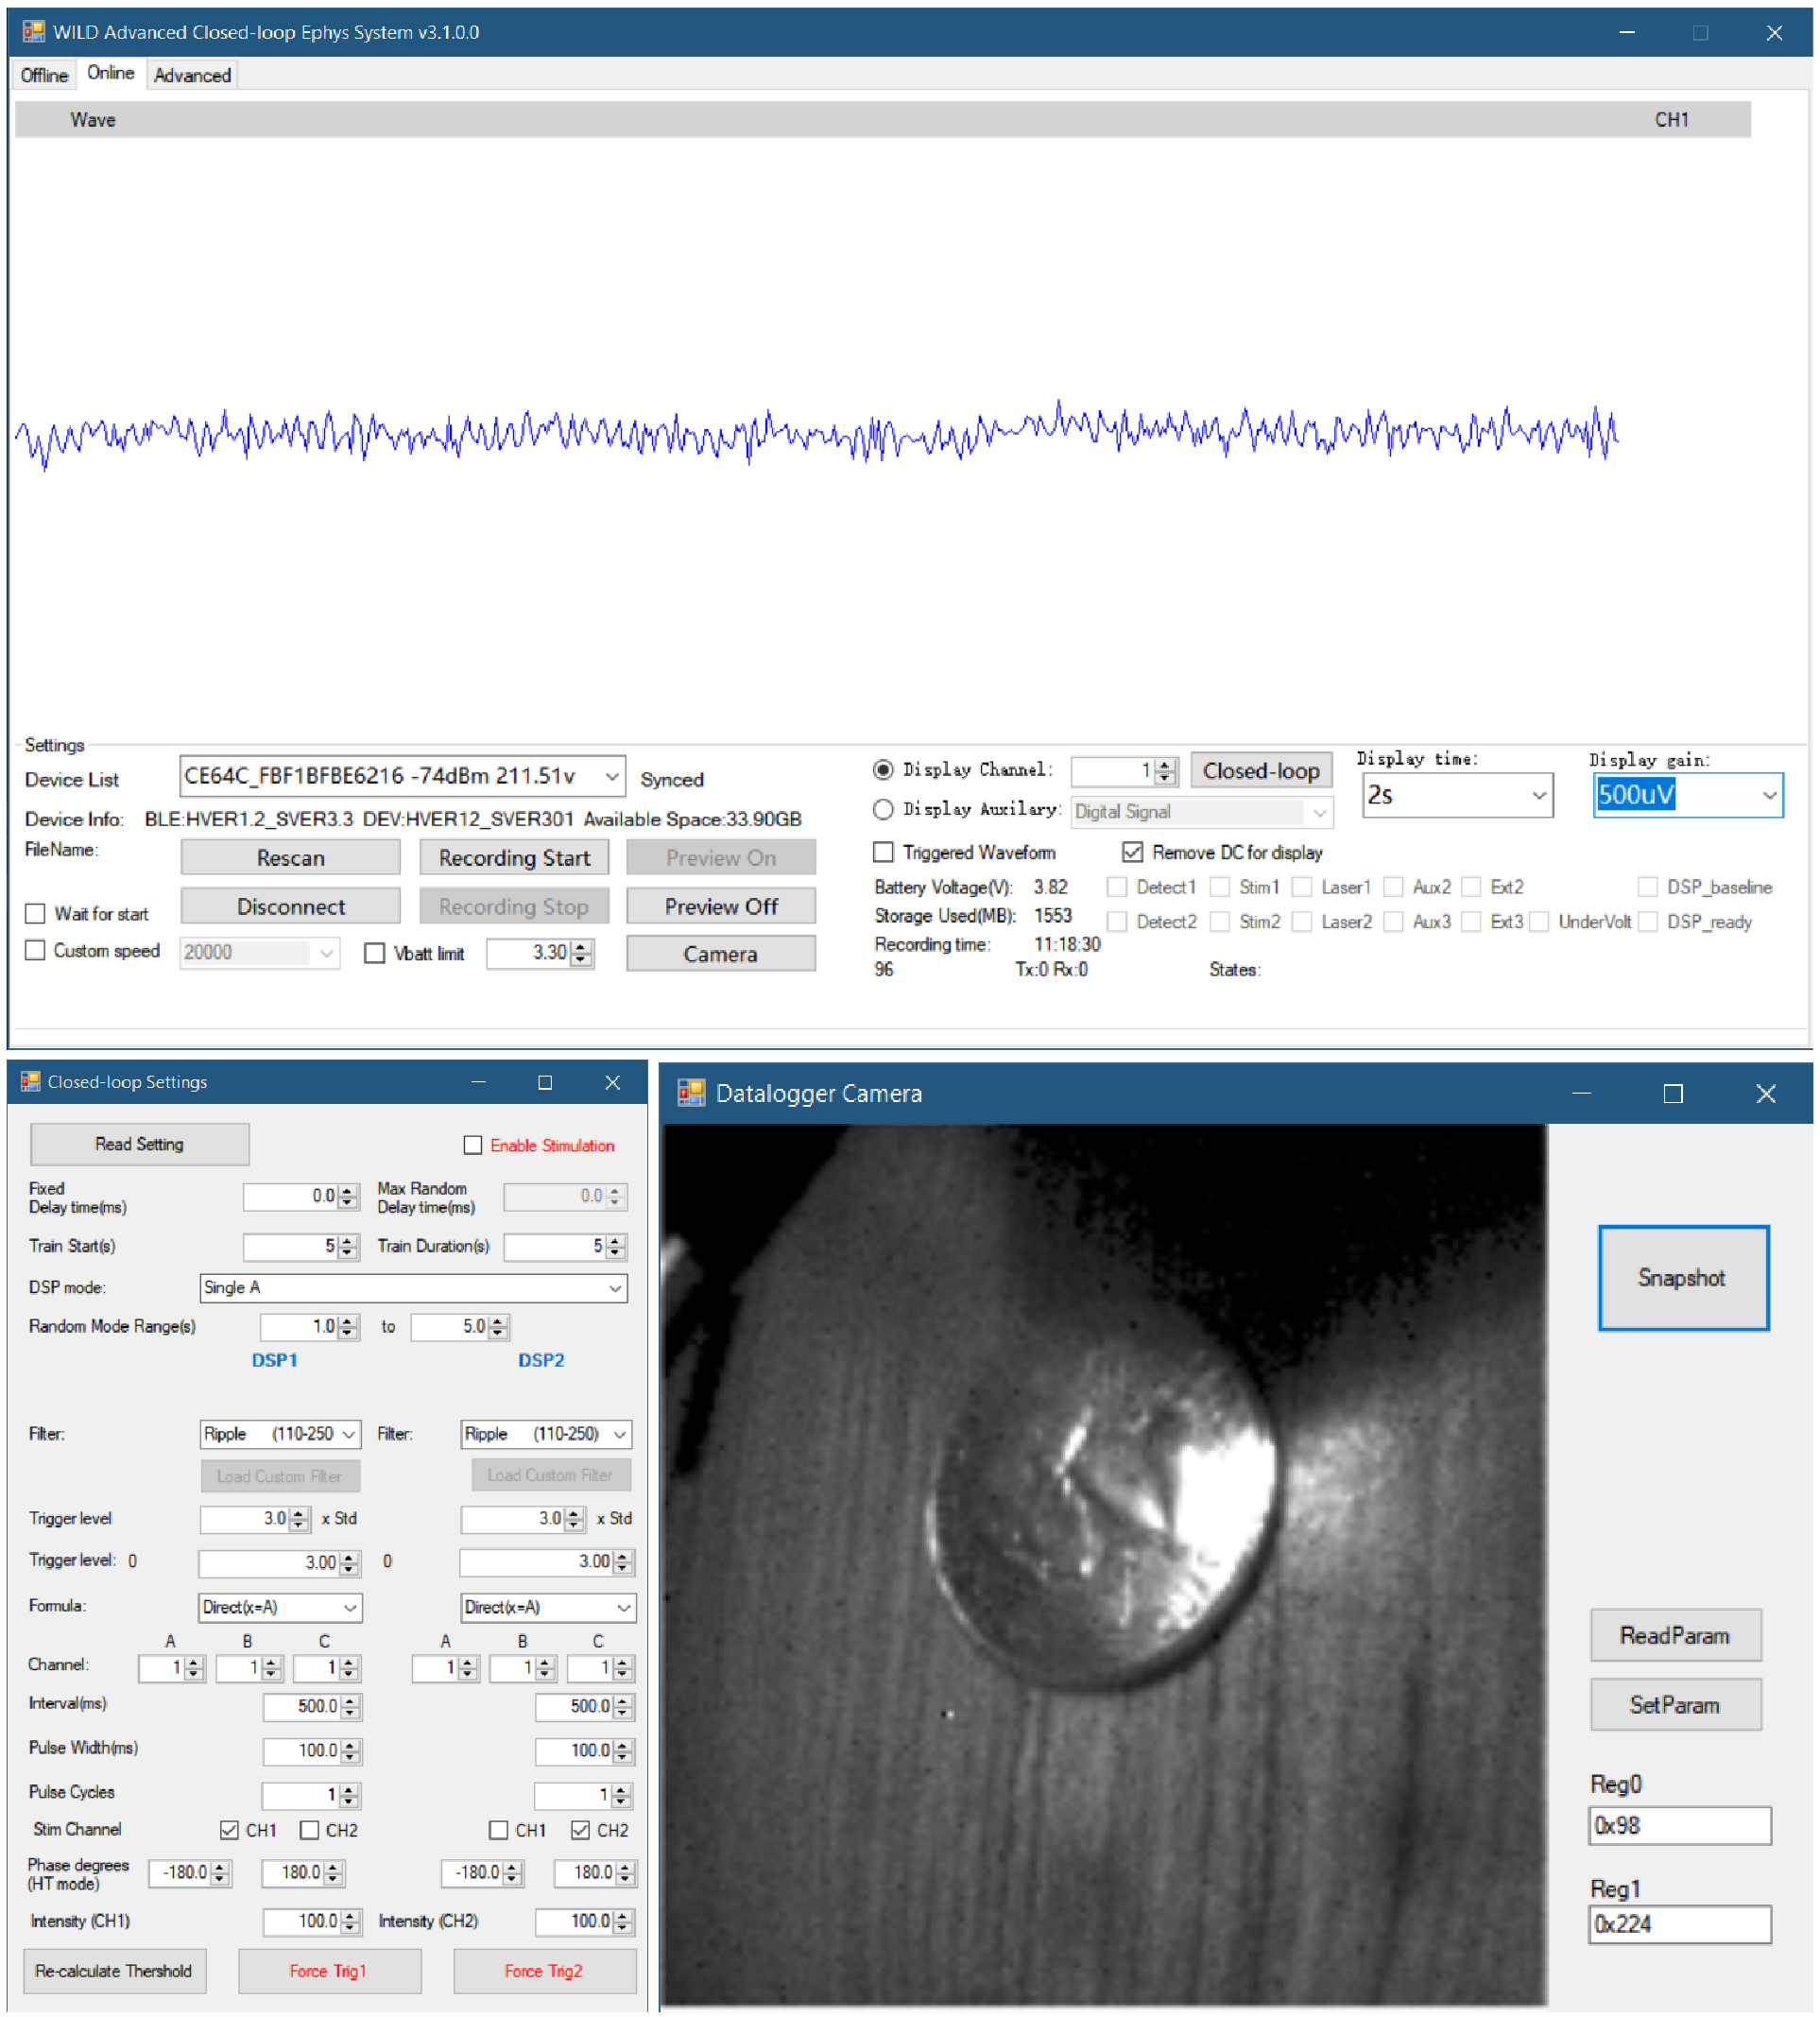 WILD Advanced Closed-loop Ephys System v3.1.0.0
Offline Online Advanced
Wave CH1
Settings
Device List CE64C_FBF1BFBE6216 -74dBm 211.51v Synced
Device Info: BLE:HVER1.2_SVER3.3 DEV:HVER12_SVER301 Available Space:33.90GB
FileName:
Rescan Recording Start Preview On
Wait for start Disconnect Recording Stop Preview Off
Custom speed 20000 Vbatt limit 3.30 Camera
Display Channel: 1 Closed-loop
Display Auxilary: Digital Signal
Display time: Display gain:
2s 500uV
Triggered Waveform Remove DC for display
Battery Voltage(V): 3.82 Detect1 Stim1 Laser1 Aux2 Ext2 DSP_baseline
Storage Used(MB): 1553 Detect2 Stim2 Laser2 Aux3 Ext3 UnderVolt DSP_ready
Recording time: 11:18:30
96 Tx:0 Rx:0 States:
Closed-loop Settings
Read Setting Enable Stimulation
Fixed
Delay time(ms) 0.0
Max Random
Delay time(ms) 0.0
Train Start(s) 5 Train Duration(s) 5
DSP mode: Single A
Random Mode Range(s) 1.0 to 5.0
DSP1 DSP2
Filter: Ripple (110-250 Filter: Ripple (110-250)
Load Custom Filter Load Custom Filter
Trigger level 3.0 x Std 3.0 x Std
Trigger level: 0 3.00 0 3.00
Formula: Direct(x=A) Direct(x=A)
A B C A B C
Channel: 1 1 1 1 1 1
Interval(ms) 500.0 500.0
Pulse Width(ms) 100.0 100.0
Pulse Cycles 1 1
Stim Channel CH1 CH2 CH1 CH2
Phase degrees
(HT mode) -180.0 180.0 -180.0 180.0
Intensity (CH1) 100.0 Intensity (CH2) 100.0
Re-calculate Thershold Force Trig1 Force Trig2
Datalogger Camera
Snapshot
ReadParam
SetParam
Reg0
0x98
Reg1
0x224